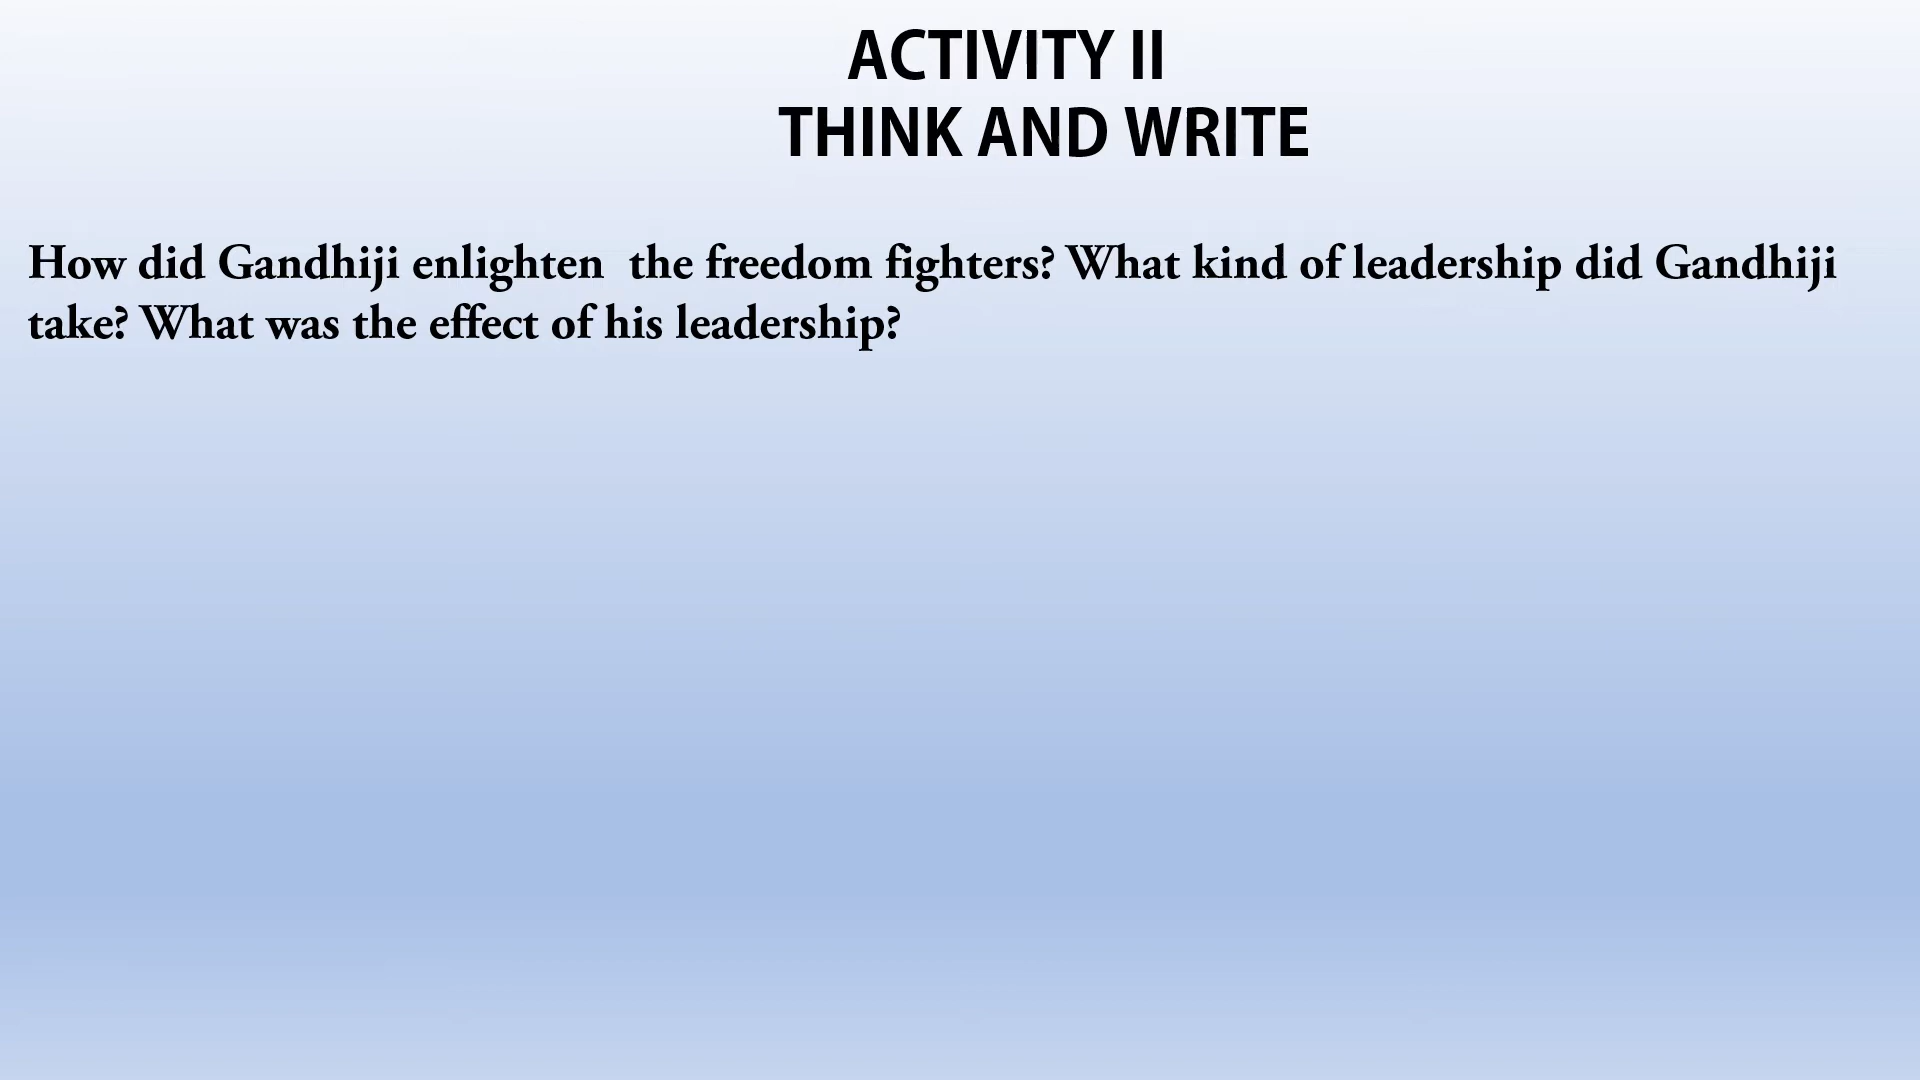 ACTIVITY II
THINK AND WRITE
How did Gandhiji enlighten  the freedom fighters? What kind of leadership did Gandhiji
take? What was the effect of his leadership?